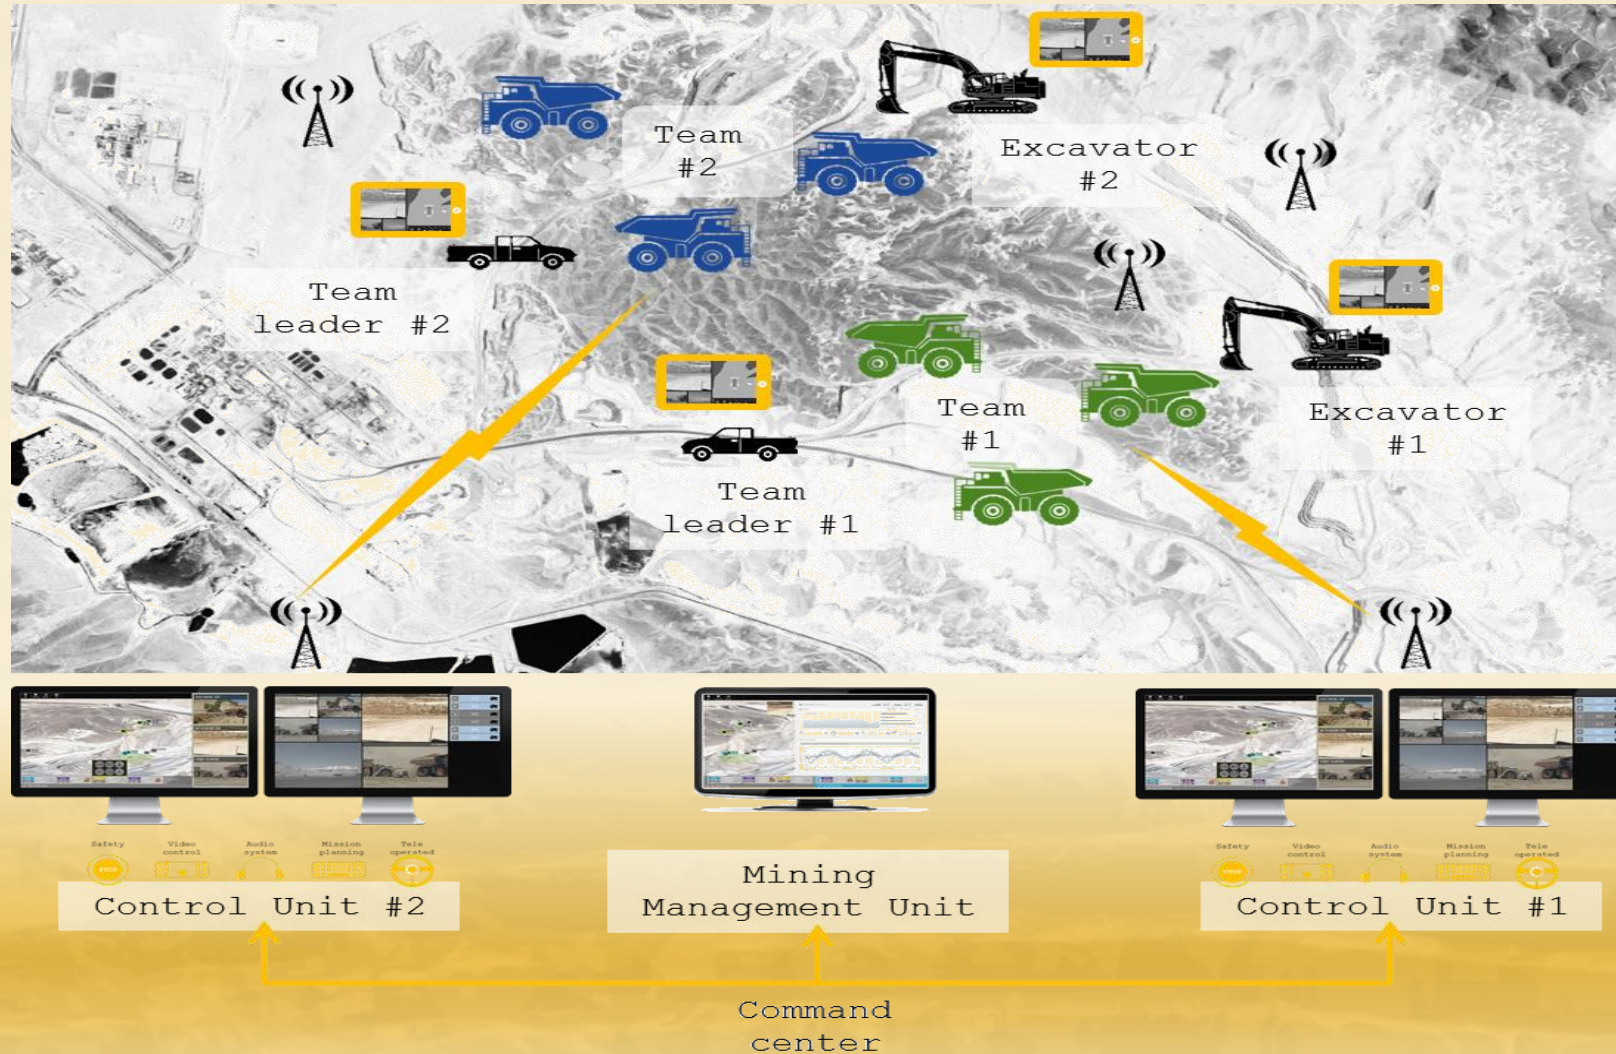 Team
#2
Excavator
#2
Team
leader #2
Team
#1
Excavator
#1
Team
leader #1
Safety
Video
control
Audio
system
Mission
planning
Tele
operated
STOP
Control Unit #2
Mining
Management Unit
Safety
Video
control
Audio
system
Mission
planning
Tele
operated
STOP
Control Unit #1
Command
center